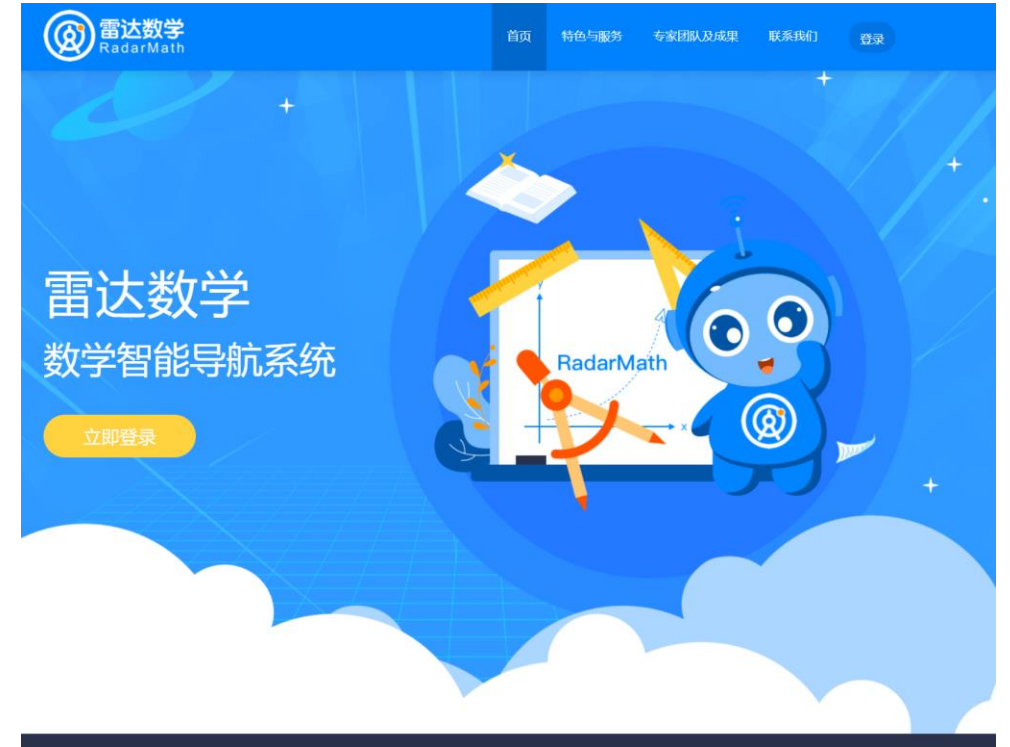 雷达数学
RadarMath
首页 特色与服务 专家团队及成果 联系我们 登录
雷达数学
数学智能导航系统
立即登录
y
RadarMath
x